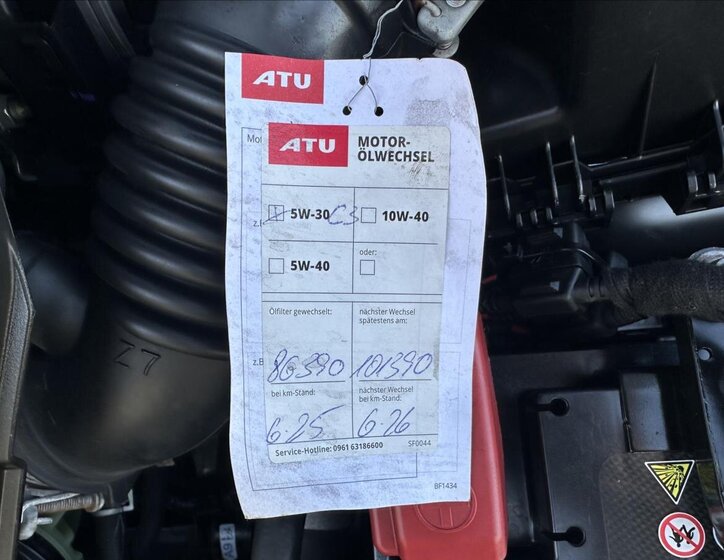 ATU
Mo
ATU
MOTOR-
ÖLWECHSEL
z.B
5W-30 C3
10W-40
5W-40
oder:
Ölfilter gewechselt:
nächster Wechsel
spätestens am:
z.B
86390
101390
bei km-Stand:
nächster Wechsel
bei km-Stand:
6.25
6.26
Service-Hotline: 0961 63186600
SF0044
BF1434
Z7